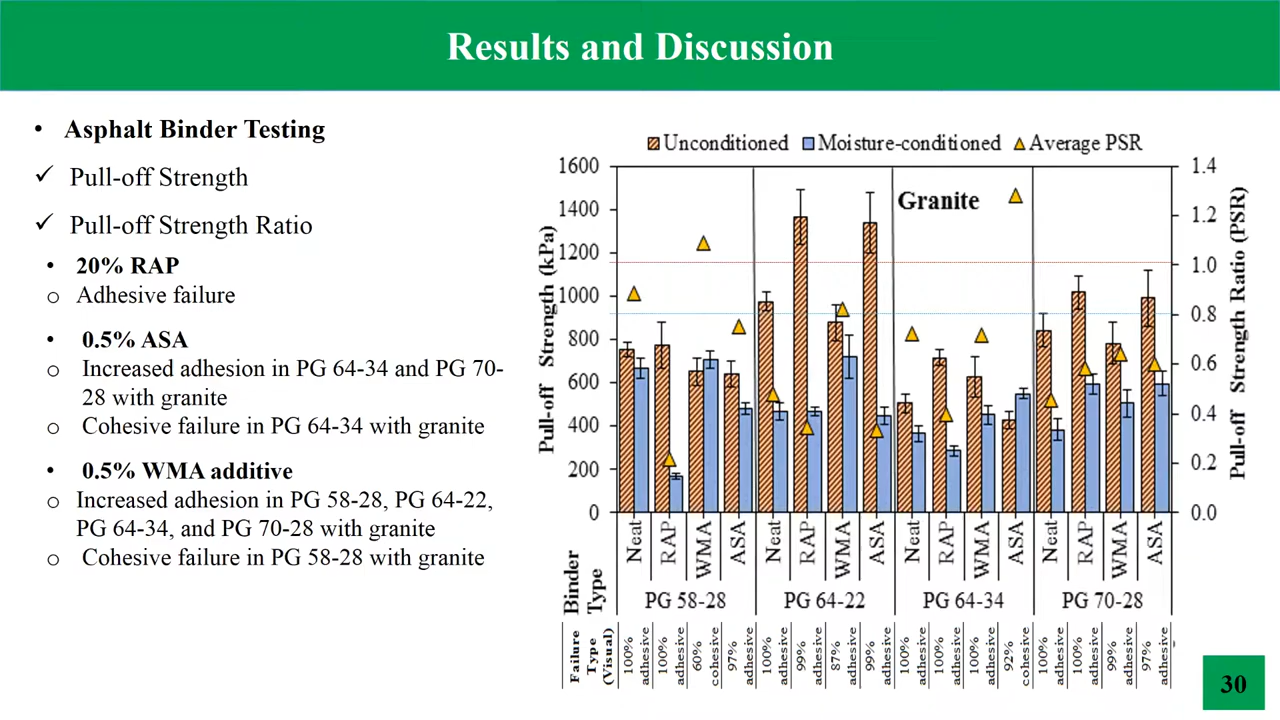 Results and Discussion
• Asphalt Binder Testing
✓ Pull-off Strength
✓ Pull-off Strength Ratio
• 20% RAP
o Adhesive failure
• 0.5% ASA
o Increased adhesion in PG 64-34 and PG 70-
28 with granite
o Cohesive failure in PG 64-34 with granite
• 0.5% WMA additive
o Increased adhesion in PG 58-28, PG 64-22,
PG 64-34, and PG 70-28 with granite
o Cohesive failure in PG 58-28 with granite
Unconditioned Moisture-conditioned Average PSR
Granite
Pull-off Strength (kPa)
1600
1400
1200
1000
800
600
400
200
0
1.4
1.2
1.0
0.8
0.6
0.4
0.2
0.0
Pull-off Strength Ratio (PSR)
Binder
Type
Neat RAP WMA ASA Neat RAP WMA ASA Neat RAP WMA ASA Neat RAP WMA ASA
PG 58-28 PG 64-22 PG 64-34 PG 70-28
Failure
Type
(Visual)
100% adhesive
100% adhesive
60% cohesive
97% adhesive
100% adhesive
99% adhesive
87% adhesive
99% adhesive
100% adhesive
100% adhesive
100% adhesive
92% cohesive
100% adhesive
100% adhesive
99% adhesive
97% adhesive
30